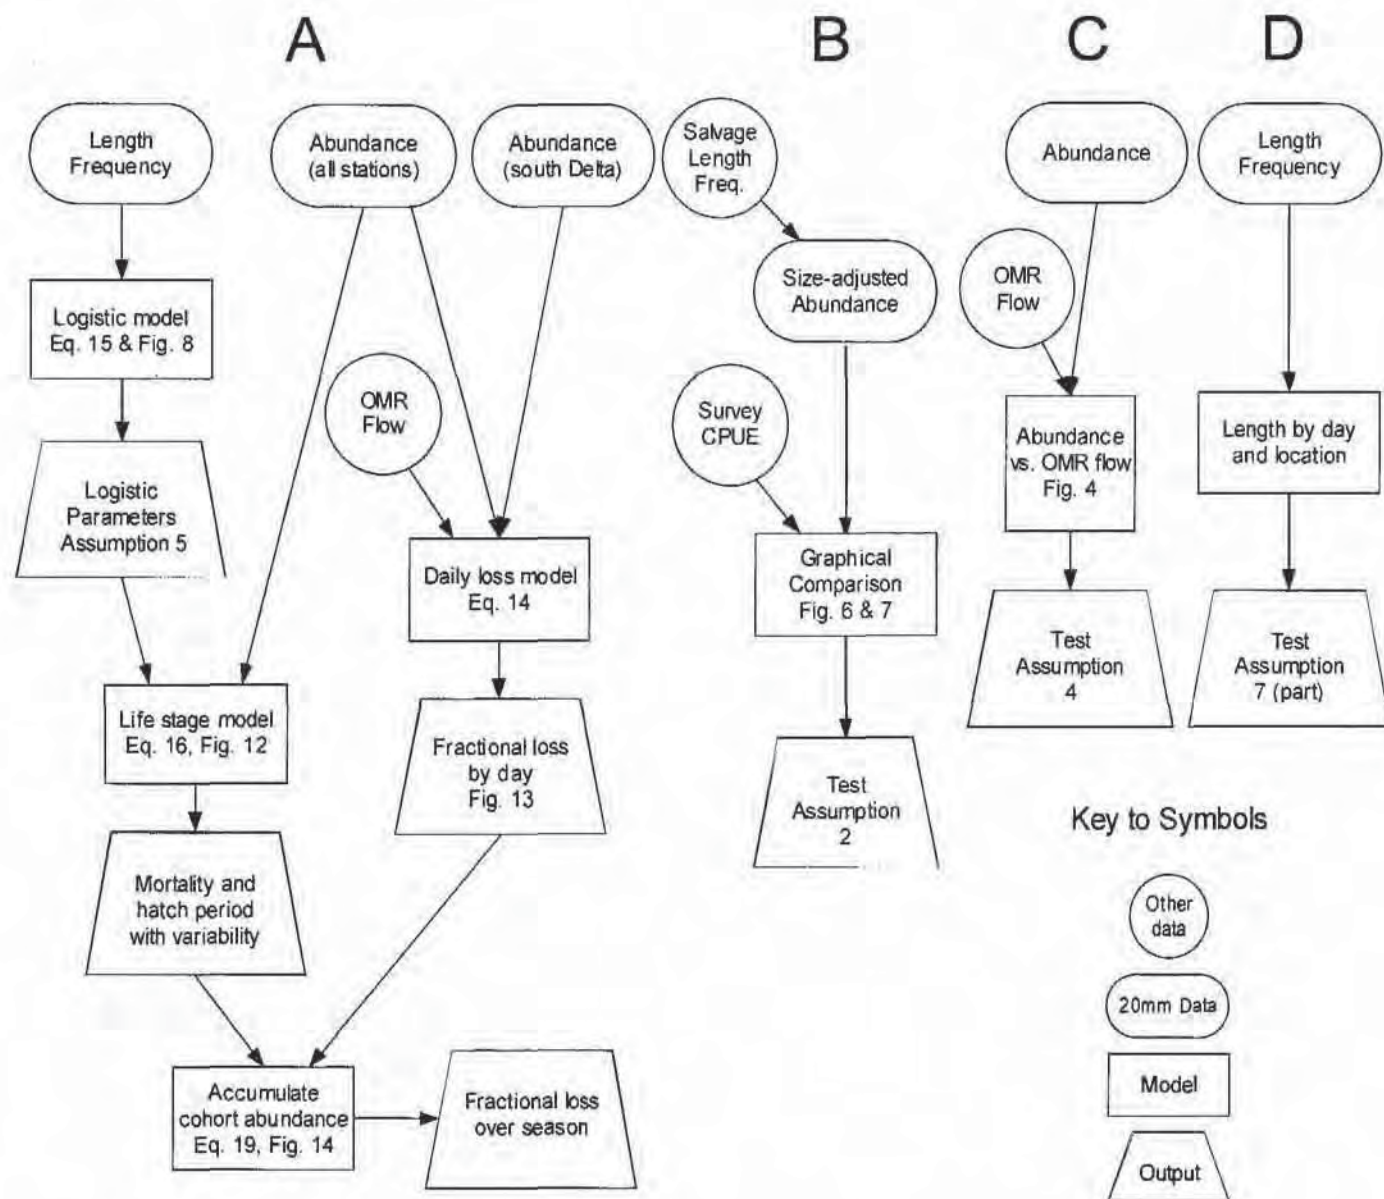 A
B
C
D
Length
Frequency
Abundance
(all stations)
Abundance
(south Delta)
Salvage
Length
Freq.
Abundance
Length
Frequency
Logistic model
Eq. 15 & Fig. 8
OMR
Flow
Size-adjusted
Abundance
OMR
Flow
Survey
CPUE
Abundance
vs. OMR flow
Fig. 4
Length by day
and location
Logistic
Parameters
Assumption 5
Daily loss model
Eq. 14
Graphical
Comparison
Fig. 6 & 7
Test
Assumption
4
Test
Assumption
7 (part)
Life stage model
Eq. 16, Fig. 12
Fractional loss
by day
Fig. 13
Test
Assumption
2
Mortality and
hatch period
with variability
Accumulate
cohort abundance
Eq. 19, Fig. 14
Fractional loss
over season
Key to Symbols
Other
data
20mm Data
Model
Output